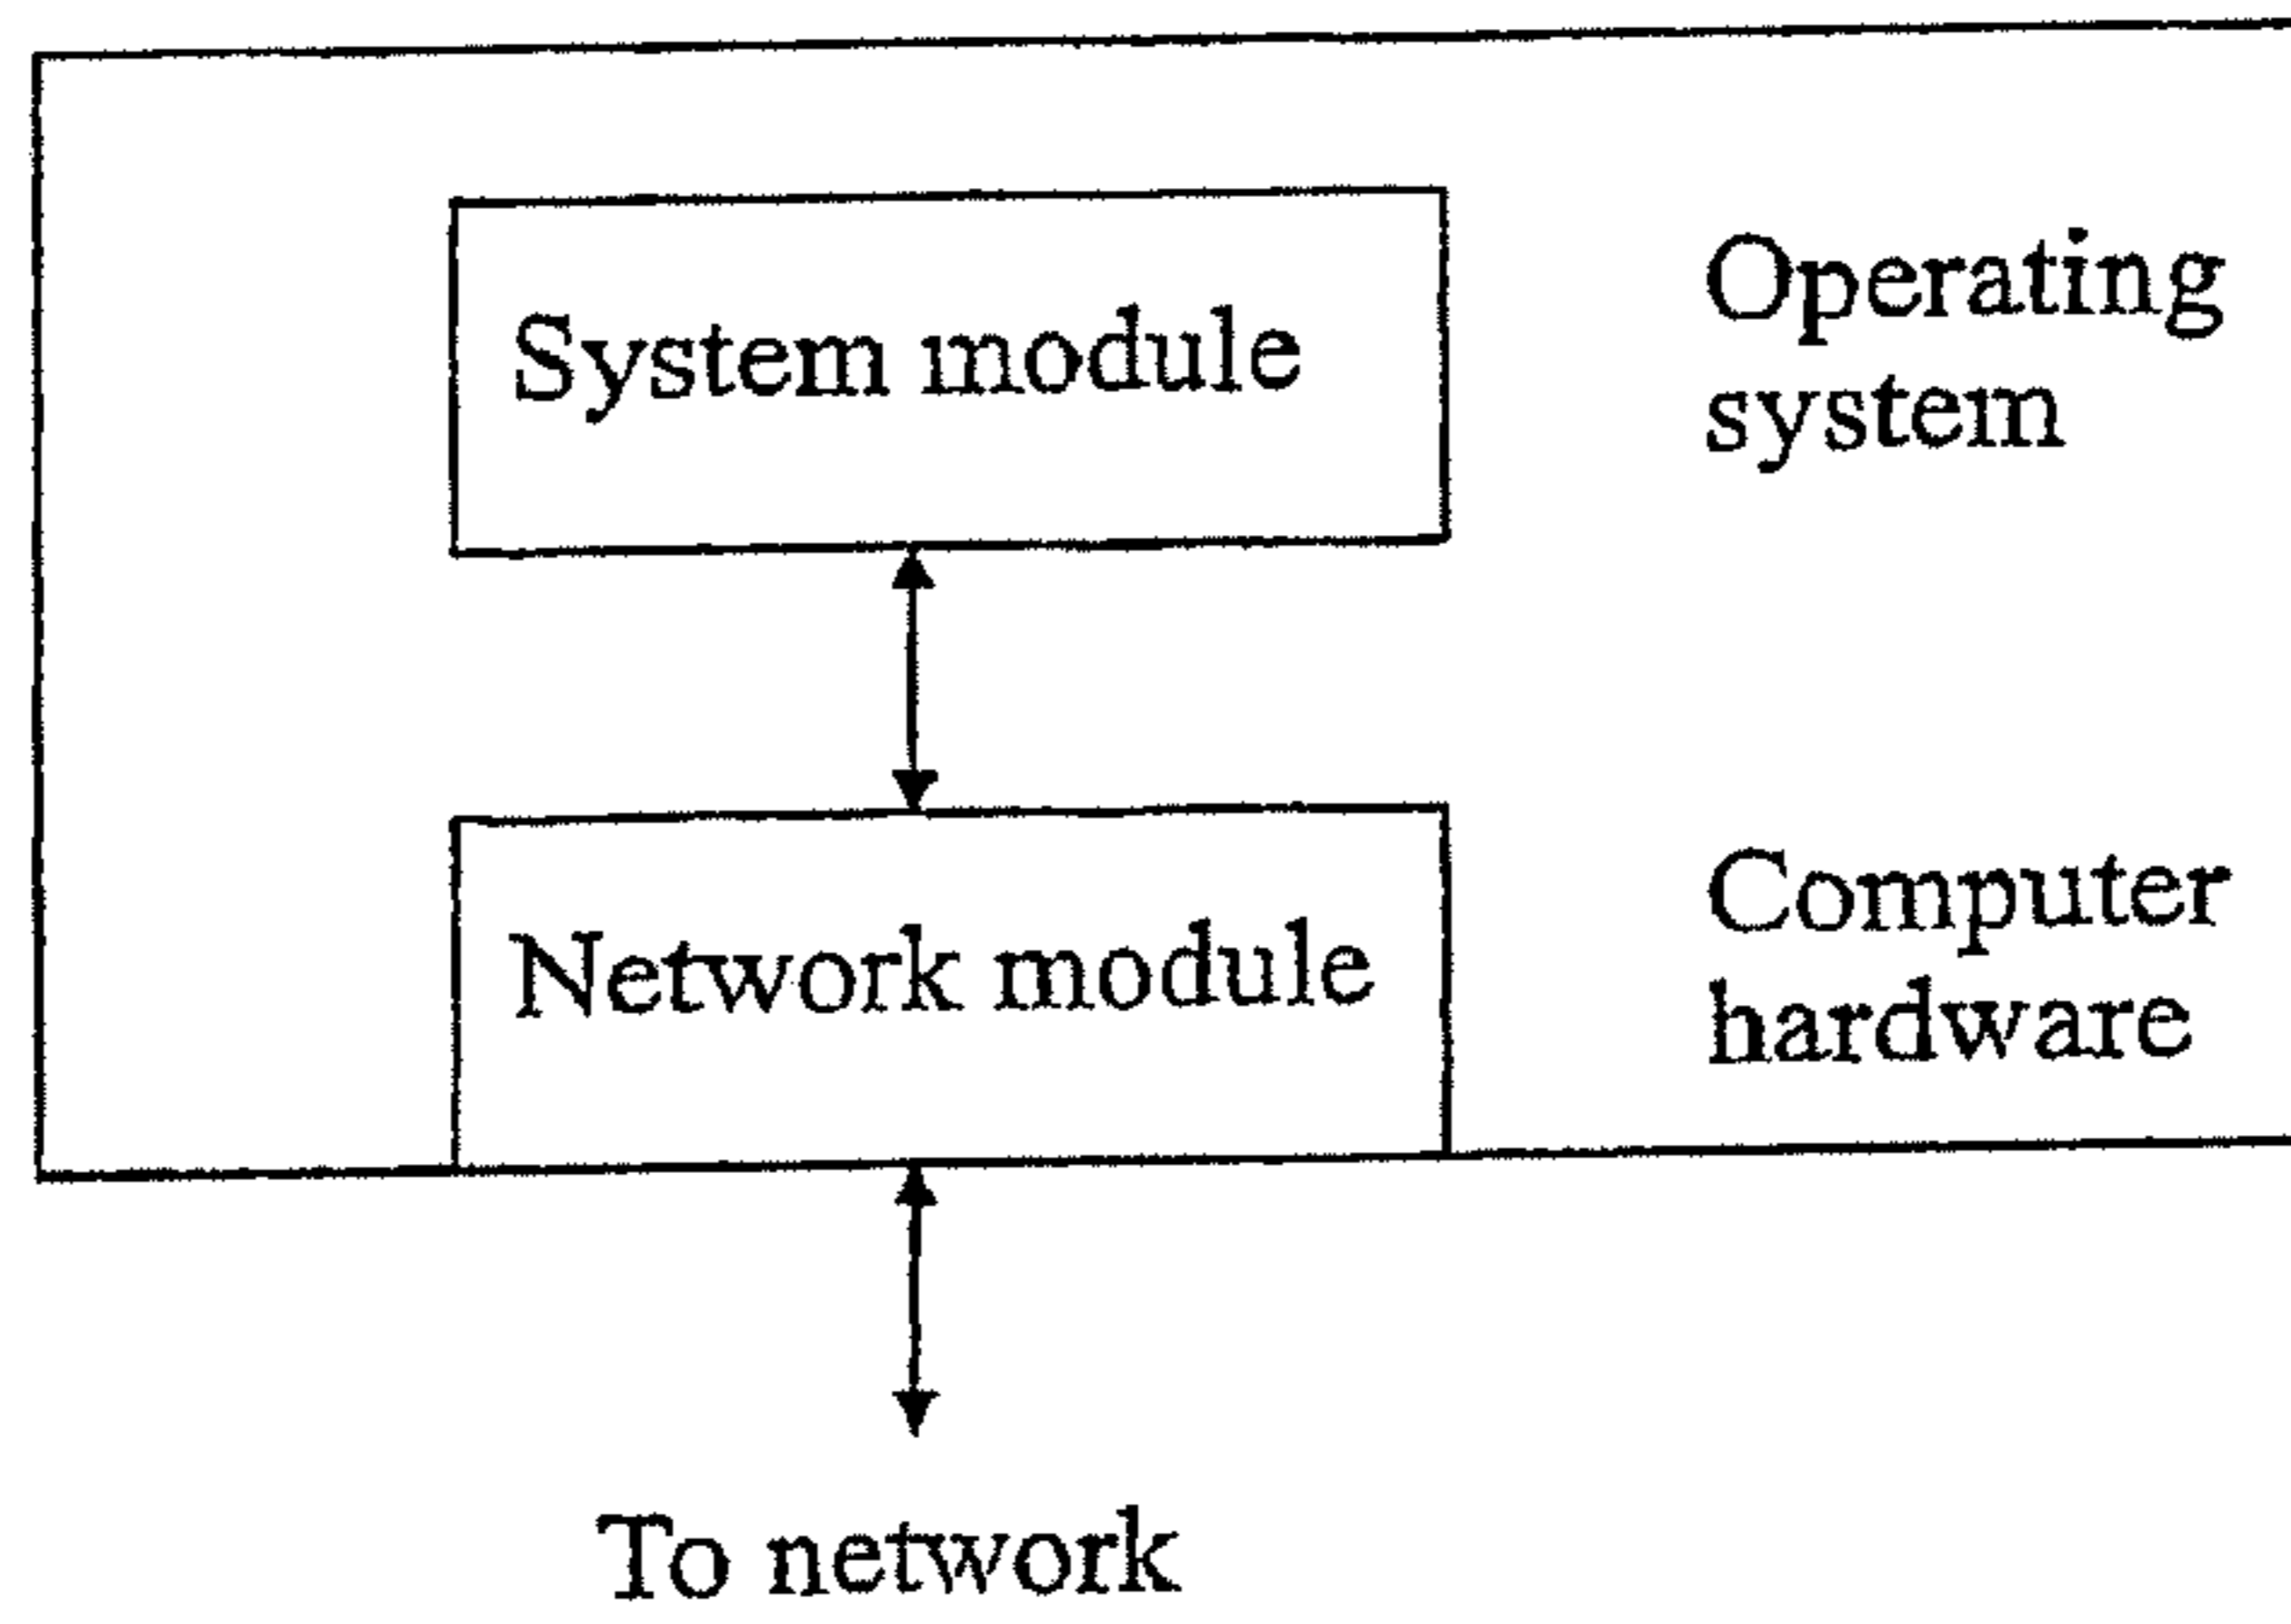 System module
Operating
system
Network module
Computer
hardware
To network